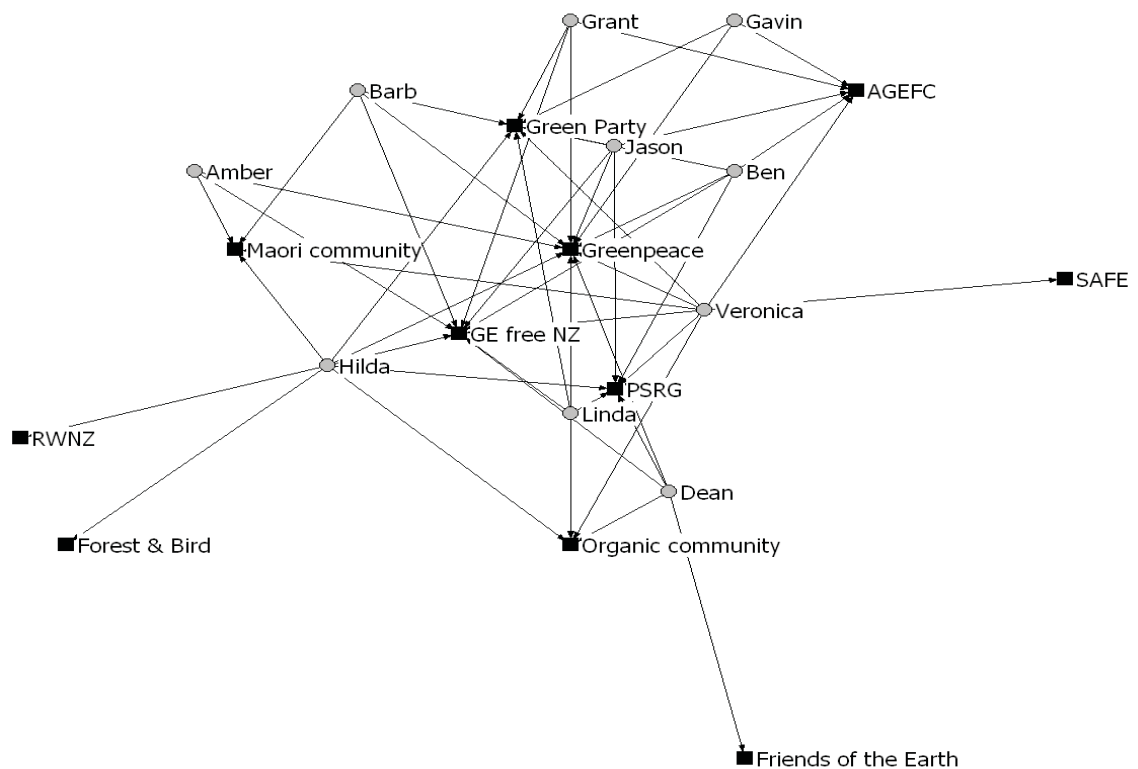 Grant
Gavin
Barb
AGEFC
Green Party
Jason
Amber
Ben
Maori community
Greenpeace
SAFE
Veronica
GE free NZ
Hilda
PSRG
Linda
RWNZ
Dean
Forest & Bird
Organic community
Friends of the Earth